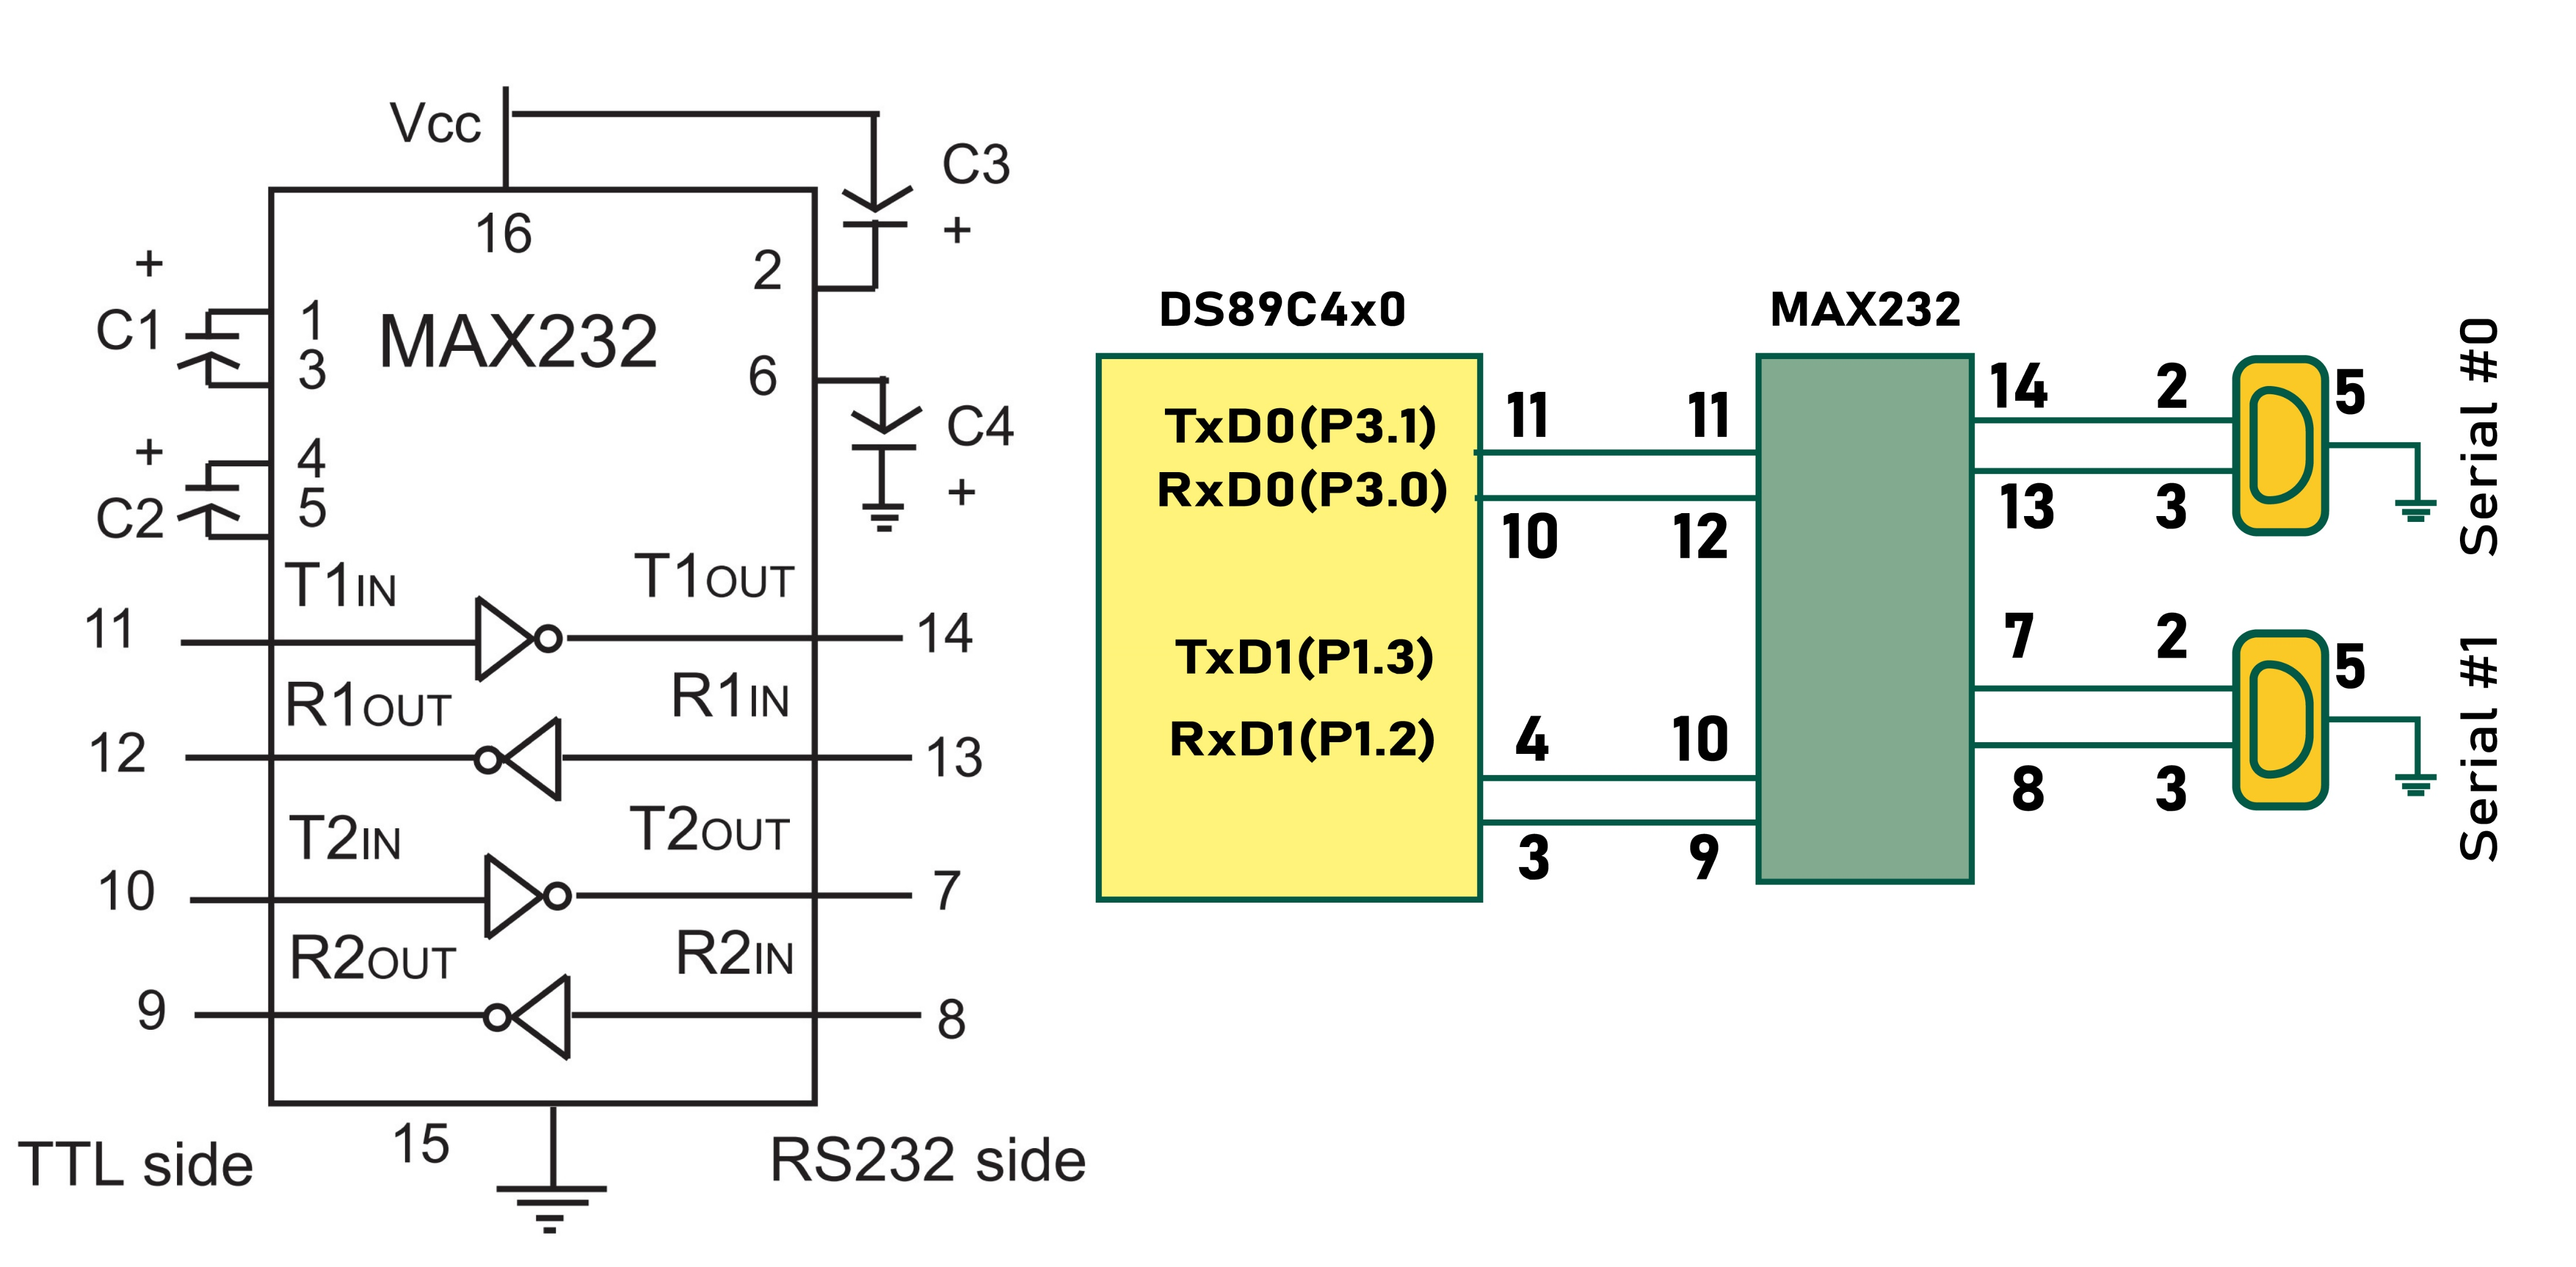 Vcc
C3
+
16
2
+
C1
1
3
MAX232
6
C4
+
+
C2
4
5
T1IN
T1OUT
11
14
R1OUT
R1IN
12
13
T2IN
T2OUT
10
7
R2OUT
R2IN
9
8
15
TTL side
RS232 side
DS89C4x0
MAX232
TxD0(P3.1)
RxD0(P3.0)
11
11
10
12
TxD1(P1.3)
RxD1(P1.2)
4
10
3
9
14
2
5
13
3
Serial #0
7
2
5
8
3
Serial #1